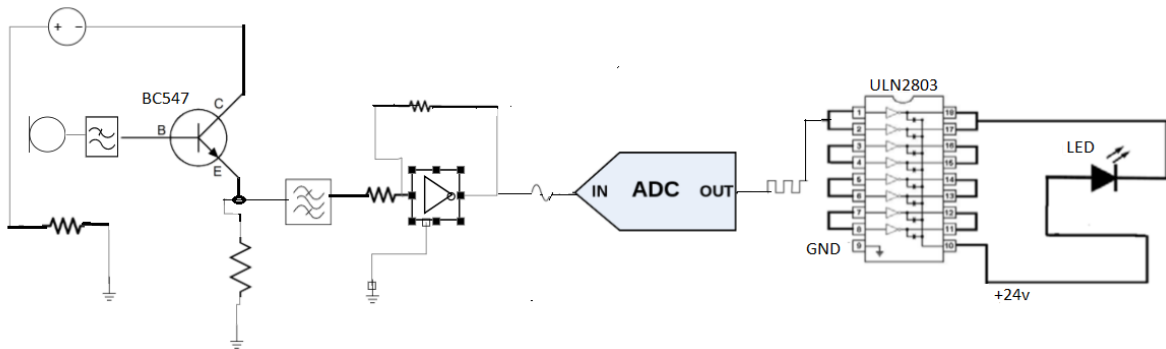 + −
BC547
C
B
E
IN ADC OUT
ULN2803
1 18
2 17
3 16
4 15
5 14
6 13
7 12
8 11
9 10
GND
LED
+24v